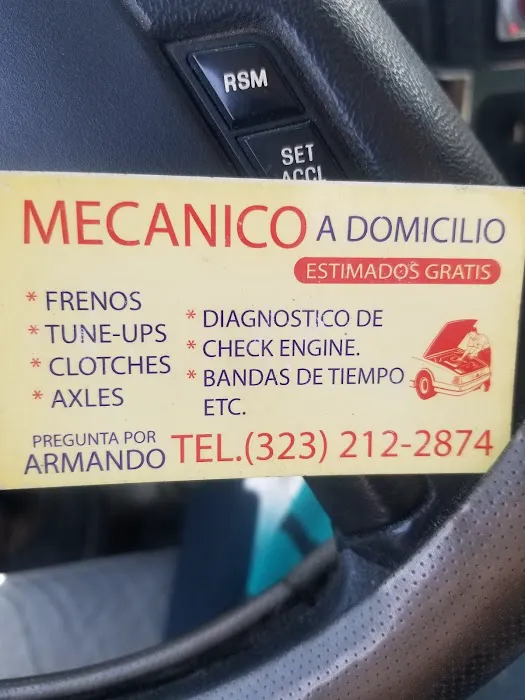 RSM
SET
ACCL
MECANICO A DOMICILIO
ESTIMADOS GRATIS
* FRENOS
* TUNE-UPS
* CLOTCHES
* AXLES
* DIAGNOSTICO DE
* CHECK ENGINE.
* BANDAS DE TIEMPO
ETC.
PREGUNTA POR
ARMANDO
TEL.(323) 212-2874